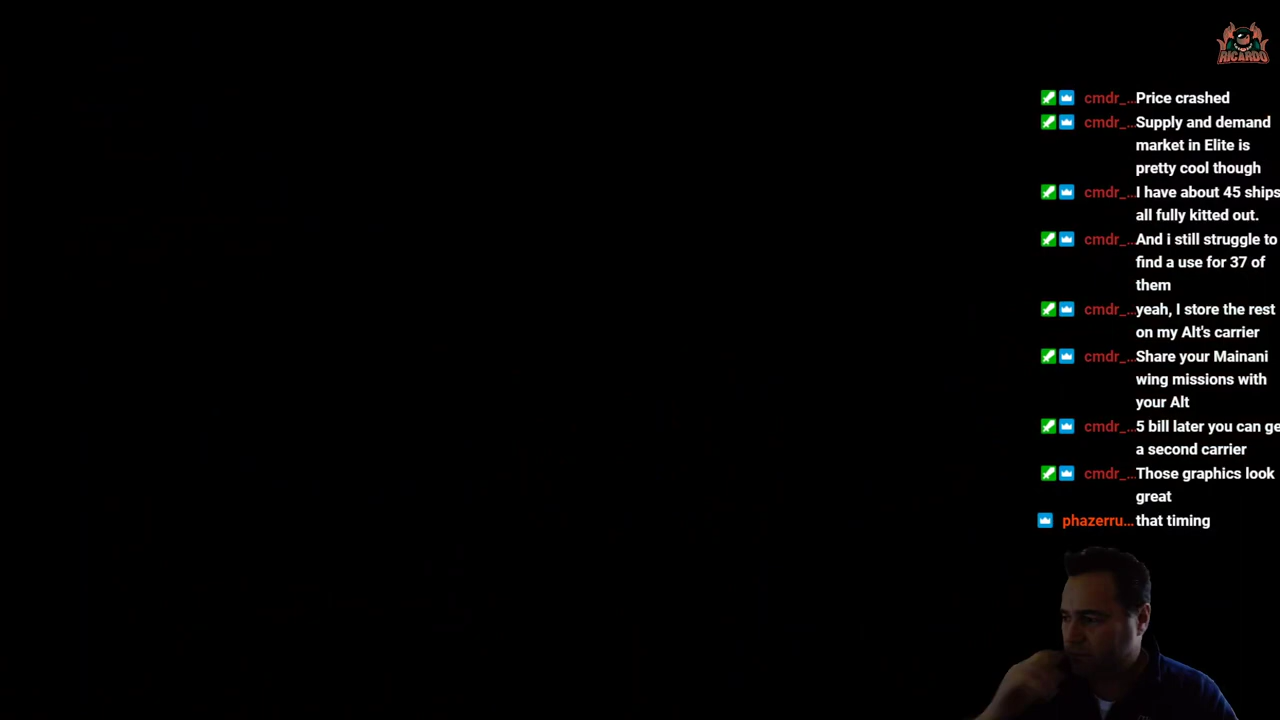 RICARDO
cmdr_... Price crashed
cmdr_... Supply and demand
market in Elite is
pretty cool though
cmdr_... I have about 45 ships
all fully kitted out.
cmdr_... And i still struggle to
find a use for 37 of
them
cmdr_... yeah, I store the rest
on my Alt's carrier
cmdr_... Share your Mainani
wing missions with
your Alt
cmdr_... 5 bill later you can ge
a second carrier
cmdr_... Those graphics look
great
phazerru... that timing